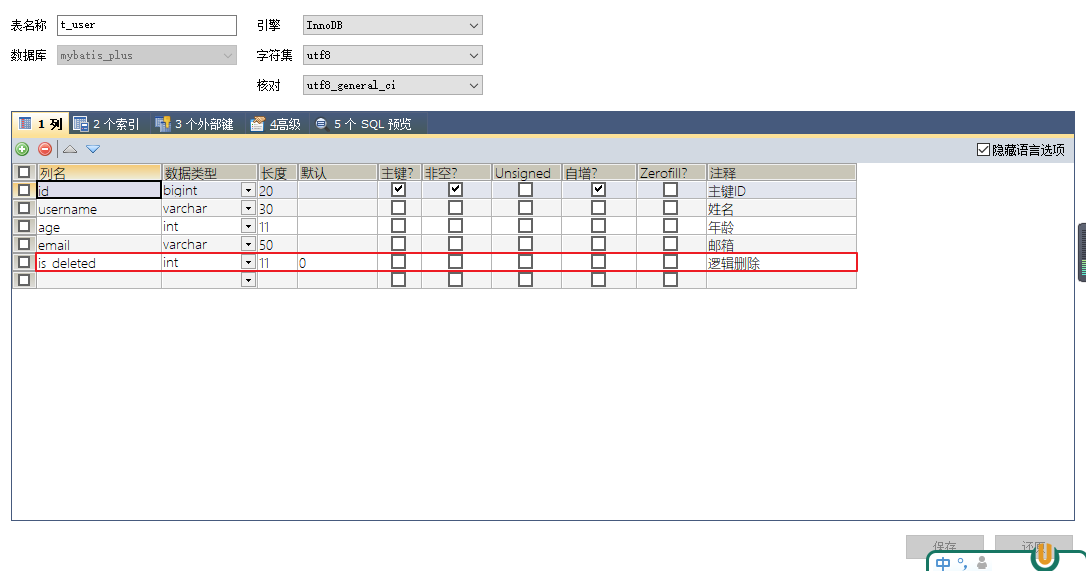 表名称 t_user 引擎 InnoDB
数据库 mybatis_plus 字符集 utf8
核对 utf8_general_ci
1 列 2 个索引 3 个外部键 4高级 5 个 SQL 预览
隐藏语言选项
列名 数据类型 长度 默认 主键? 非空? Unsigned 自增? Zerofill? 注释
id bigint 20 主键ID
username varchar 30 姓名
age int 11 年龄
email varchar 50 邮箱
is_deleted int 11 0 逻辑删除
保存 还原
中 °,